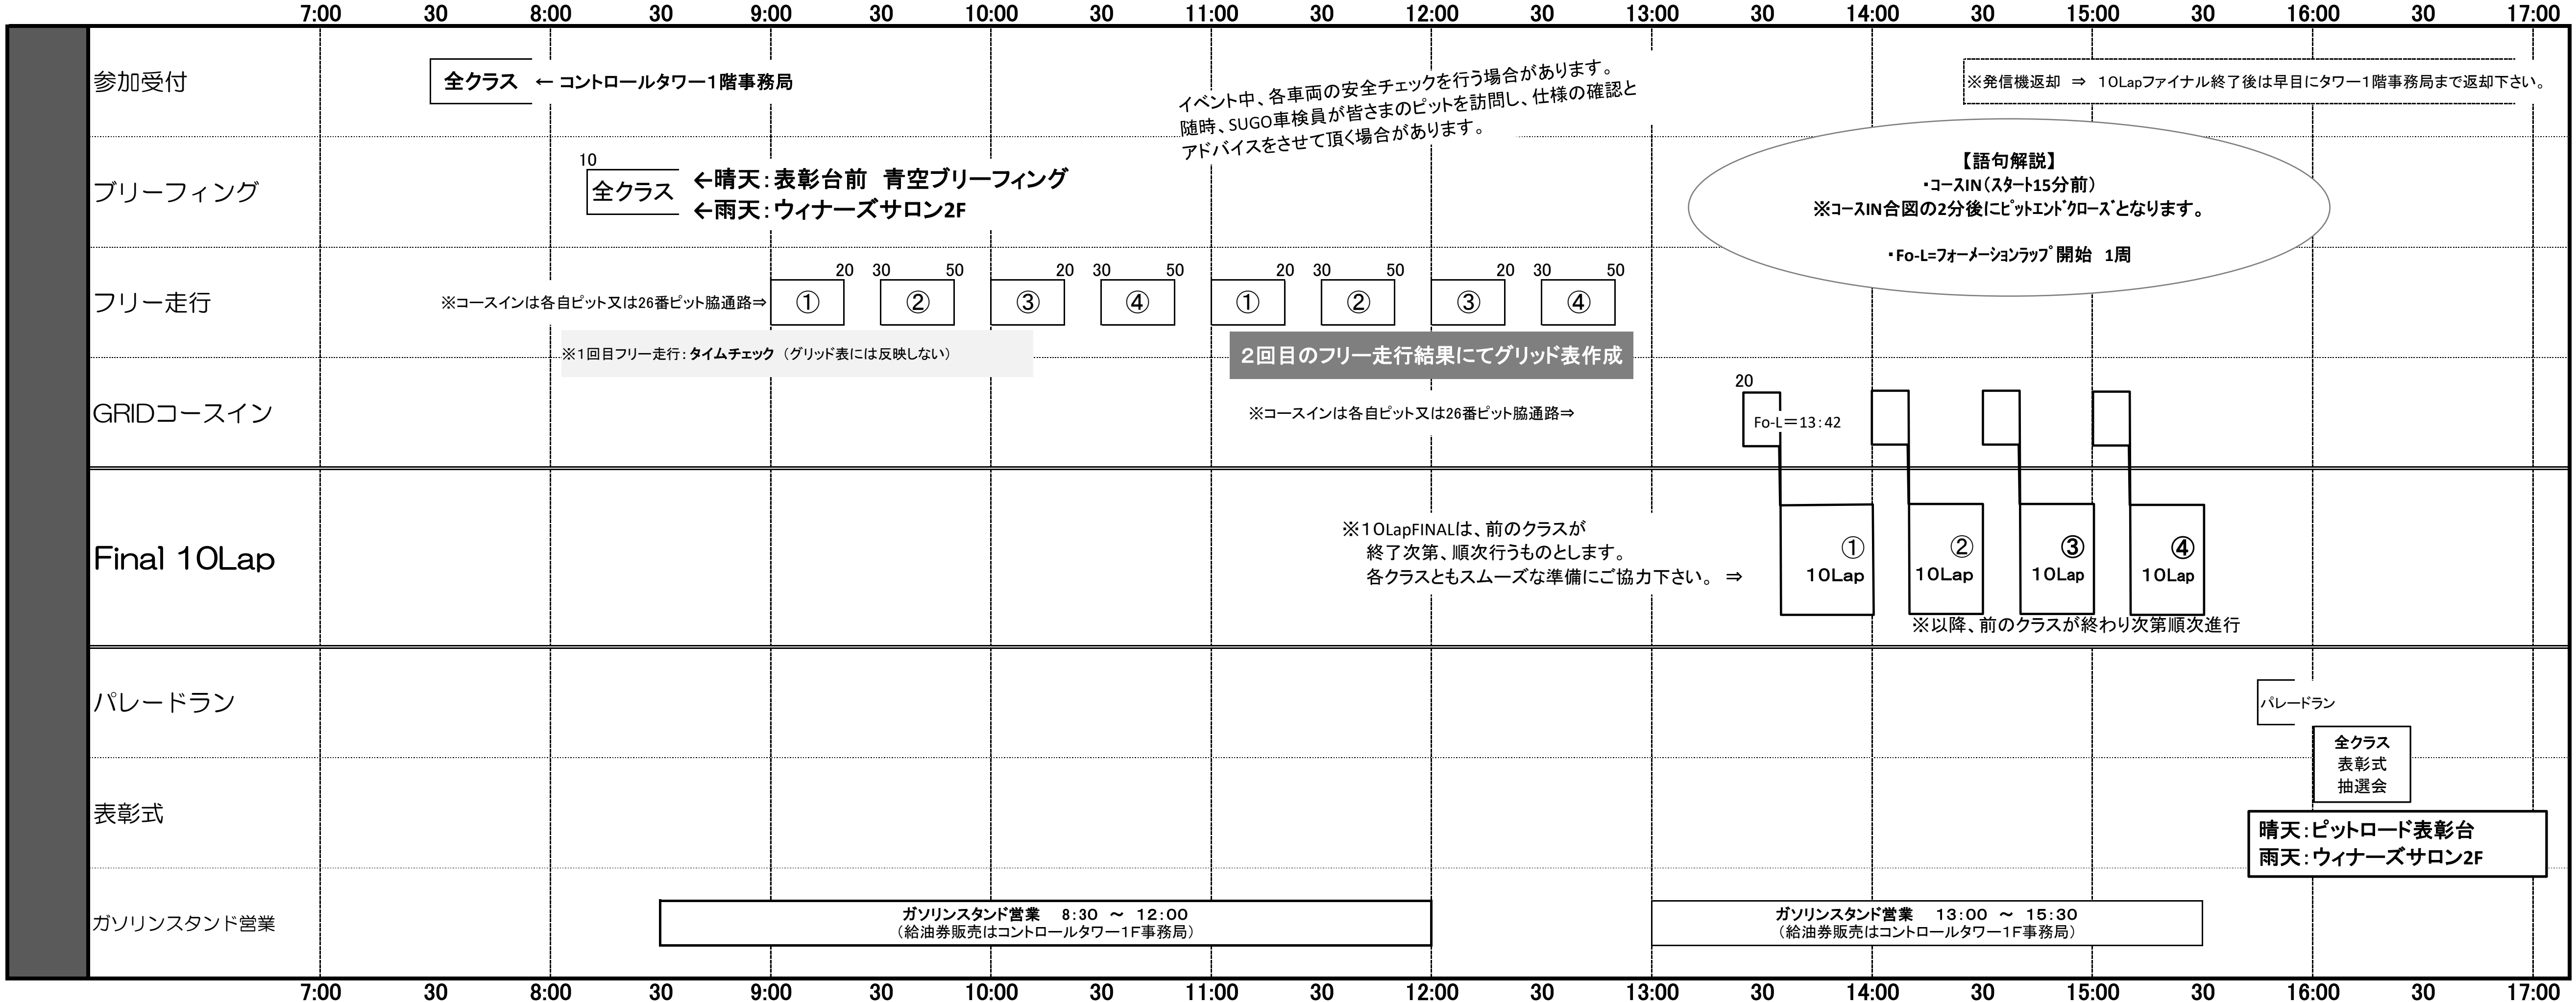 7:00 30 8:00 30 9:00 30 10:00 30 11:00 30 12:00 30 13:00 30 14:00 30 15:00 30 16:00 30 17:00
参加受付
全クラス ← コントロールタワー1階事務局
イベント中、各車両の安全チェックを行う場合があります。
随時、SUGO車検員が皆さまのピットを訪問し、仕様の確認と
アドバイスをさせて頂く場合があります。
※発信機返却 ⇒ 10Lapファイナル終了後は早目にタワー1階事務局まで返却下さい。
ブリーフィング
10
全クラス
←晴天：表彰台前 青空ブリーフィング
←雨天：ウィナーズサロン2F
【語句解説】
・コースIN（スタート15分前）
※コースIN合図の2分後にピットエンドクローズとなります。
・Fo-L=フォーメーションラップ開始 1周
フリー走行
※コースインは各自ピット又は26番ピット脇通路⇒
20 30 50 20 30 50 20 30 50 20 30 50
① ② ③ ④ ① ② ③ ④
※１回目フリー走行：タイムチェック （グリッド表には反映しない）
２回目のフリー走行結果にてグリッド表作成
GRIDコースイン
※コースインは各自ピット又は26番ピット脇通路⇒
20
Fo-L＝13：42
Final 10Lap
※１０LapFINALは、前のクラスが
終了次第、順次行うものとします。
各クラスともスムーズな準備にご協力下さい。 ⇒
① ② ③ ④
10Lap 10Lap 10Lap 10Lap
※以降、前のクラスが終わり次第順次進行
パレードラン
パレードラン
全クラス
表彰式
抽選会
表彰式
晴天：ピットロード表彰台
雨天：ウィナーズサロン2F
ガソリンスタンド営業
ガソリンスタンド営業 8：30 ～ 12：00
（給油券販売はコントロールタワー1F事務局）
ガソリンスタンド営業 13：00 ～ 15：30
（給油券販売はコントロールタワー1F事務局）
7:00 30 8:00 30 9:00 30 10:00 30 11:00 30 12:00 30 13:00 30 14:00 30 15:00 30 16:00 30 17:00